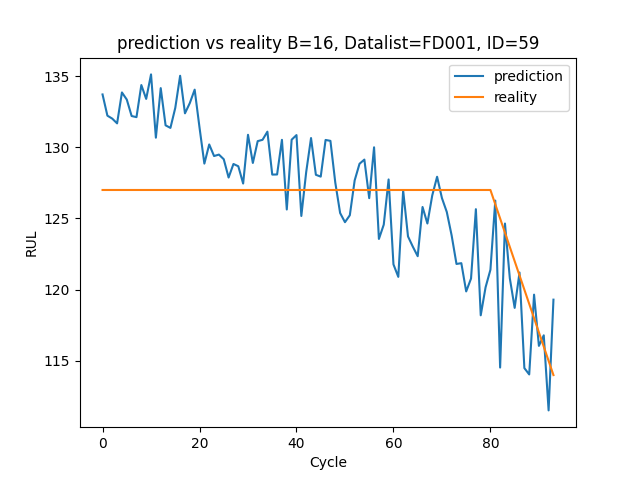 prediction vs reality B=16, Datalist=FD001, ID=59
prediction
reality
135
130
125
120
115
RUL
0 20 40 60 80
Cycle